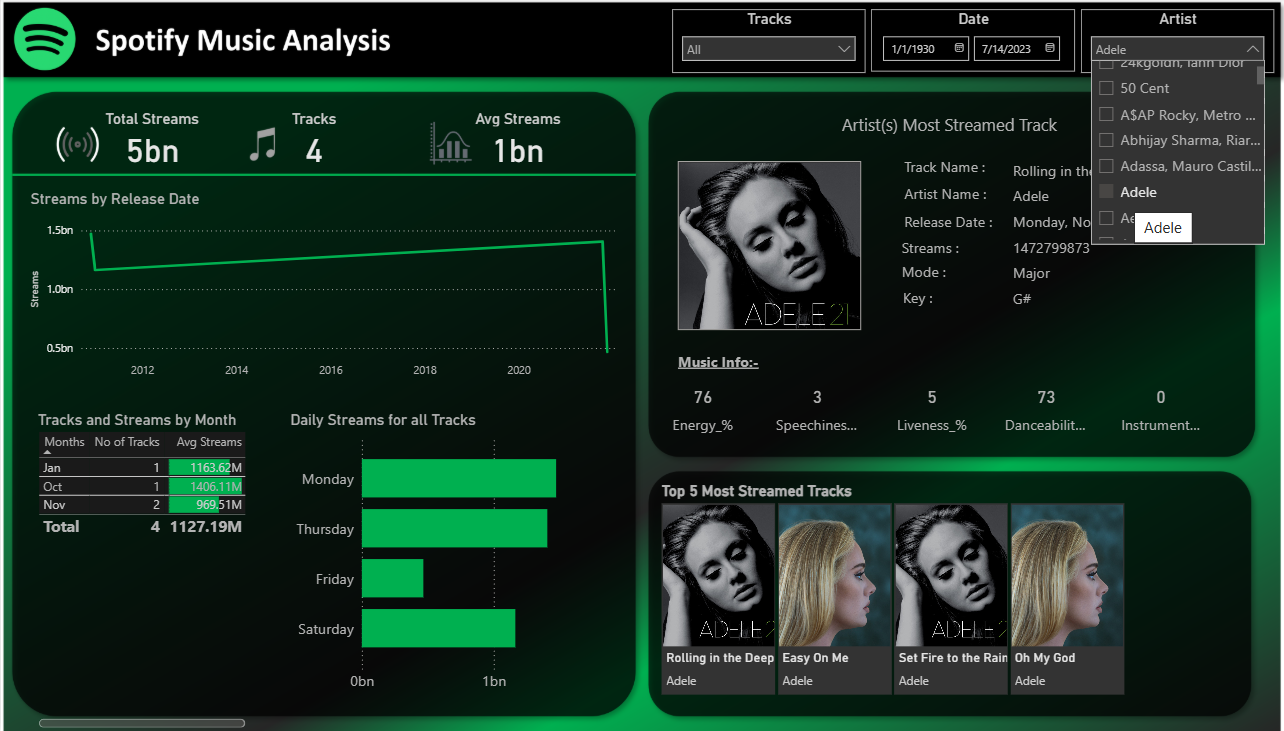 Spotify Music Analysis
Tracks
All
Date
1/1/1930
7/14/2023
Artist
Adele
24kgoldn, Iann Dior
50 Cent
A$AP Rocky, Metro ...
Abhijay Sharma, Riar...
Adassa, Mauro Castil...
Adele
Ae
Adele
Total Streams
5bn
Tracks
4
Avg Streams
1bn
Streams by Release Date
1.5bn
1.0bn
0.5bn
Streams
2012 2014 2016 2018 2020
Tracks and Streams by Month
Months No of Tracks Avg Streams
Jan 1 1163.62M
Oct 1 1406.11M
Nov 2 969.51M
Total 4 1127.19M
Daily Streams for all Tracks
Monday
Thursday
Friday
Saturday
0bn 1bn
Artist(s) Most Streamed Track
ADELE 21
Track Name : Rolling in the
Artist Name : Adele
Release Date : Monday, No
Streams : 1472799873
Mode : Major
Key : G#
Music Info:-
76 3 5 73 0
Energy_% Speechines... Liveness_% Danceabilit... Instrument...
Top 5 Most Streamed Tracks
ADELE 2
ADELE 2
Rolling in the Deep Easy On Me Set Fire to the Rain Oh My God
Adele Adele Adele Adele